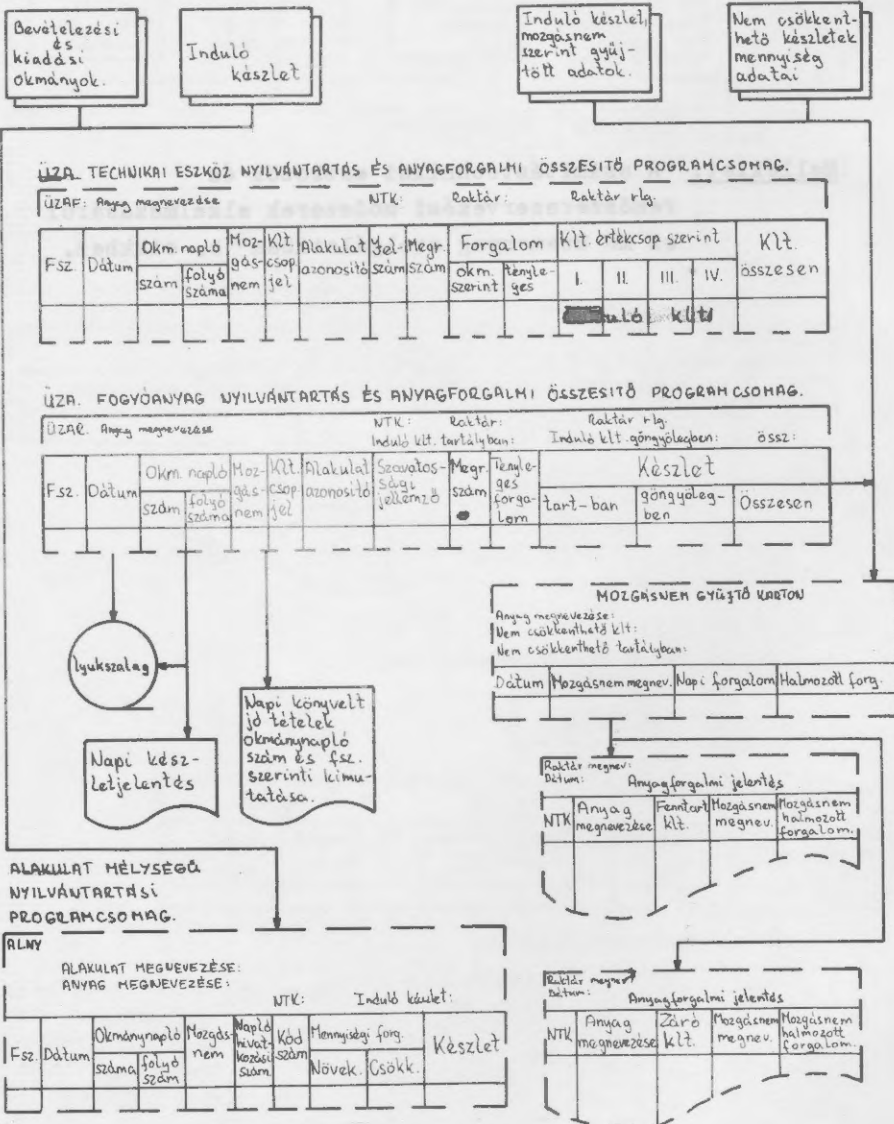 Bevételezési
és
kiadási
okmányok.
Induló
készlet
Induló készlet,
mozgásnem
szerint gyűj-
tött adatok.
Nem csökkent-
hető készletek
mennyiség
adatai
ÜZA. TECHNIKAI ESZKÖZ NYILVÁNTARTÁS ÉS ANYAGFORGALMI ÖSSZESITŐ PROGRAMCSOMAG.
ÜZAF: Anyag megnevezése NTK: Raktár: Raktár rlg.
Fsz. Dátum Okm. napló Moz-gás-nem Klt. csop jel Alakulat azonositó Jel-szám Megr. szám Forgalom Klt. értékcsop szerint Klt. összesen
szám folyó száma okm. szerint tényle-ges I. II. III. IV.
ÜZA. FOGYÓANYAG NYILVÁNTARTÁS ÉS ANYAGFORGALMI ÖSSZESITŐ PROGRAMCSOMAG.
ÜZAR. Anyag megnevezése NTK: Raktár: Raktár rlg.
Induló klt. tartályban: Induló klt. göngyölegben: össz:
Fsz. Dátum Okm. napló Moz-gás-nem Klt. csop jel Alakulat azonositó Szavatos-sági jellemző Megr. szám Tényle-ges forga-lom Készlet
szám folyó száma tart-ban göngyöleg-ben Összesen
lyukszalag
Napi kész-
letjelentés
Napi könyvelt
jó tételek
okmánynapló
szám és fsz.
szerinti kimu-
tatása.
MOZGÁSNEM GYŰJTŐ KARTON
Anyag megnevezése:
Nem csökkenthető klt:
Nem csökkenthető tartályban:
Dátum Mozgásnem megnev. Napi forgalom Halmozott forg.
Raktár megnev:
Dátum: Anyagforgalmi jelentés
NTK Anyag megnevezése Fenntart klt. Mozgásnem megnev. Mozgásnem halmozott forgalom.
ALAKULAT MÉLYSÉGŰ
NYILVÁNTARTÁSI
PROGRAMCSOMAG.
ALNY
ALAKULAT MEGNEVEZÉSE:
ANYAG MEGNEVEZÉSE:
NTK: Induló készlet:
Fsz. Dátum Okmánynapló Mozgás-nem Napló hivat-kozási szám Kód szám Mennyiségi forg. Készlet
száma folyó szám Növek. Csökk.
Raktár megnev:
Dátum: Anyagforgalmi jelentés
NTK Anyag megnevezése Záró klt. Mozgásnem megnev. Mozgásnem halmozott forgalom.